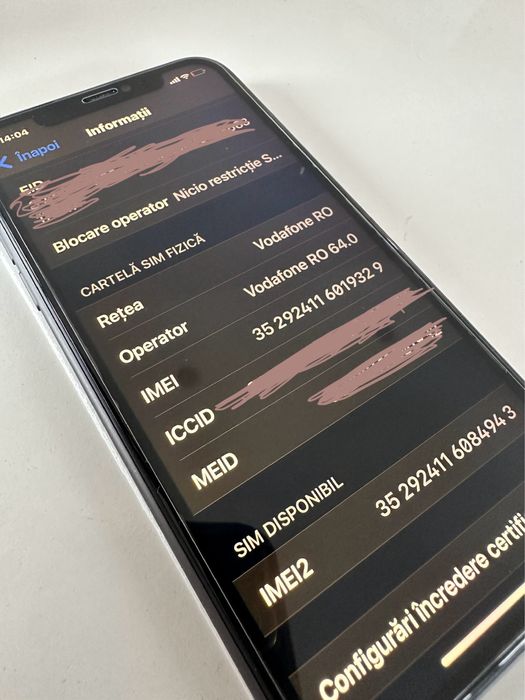 14:04
Înapoi
Informații
EID
Blocare operator Nicio restricție S...
CARTELĂ SIM FIZICĂ
Rețea Vodafone RO
Operator Vodafone RO 64.0
IMEI 35 292411 601932 9
ICCID
MEID
SIM DISPONIBIL
IMEI2 35 292411 608494 3
Configurări încredere certifi